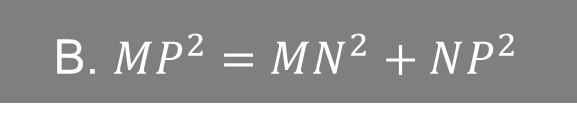 B. MP² = MN² + NP²